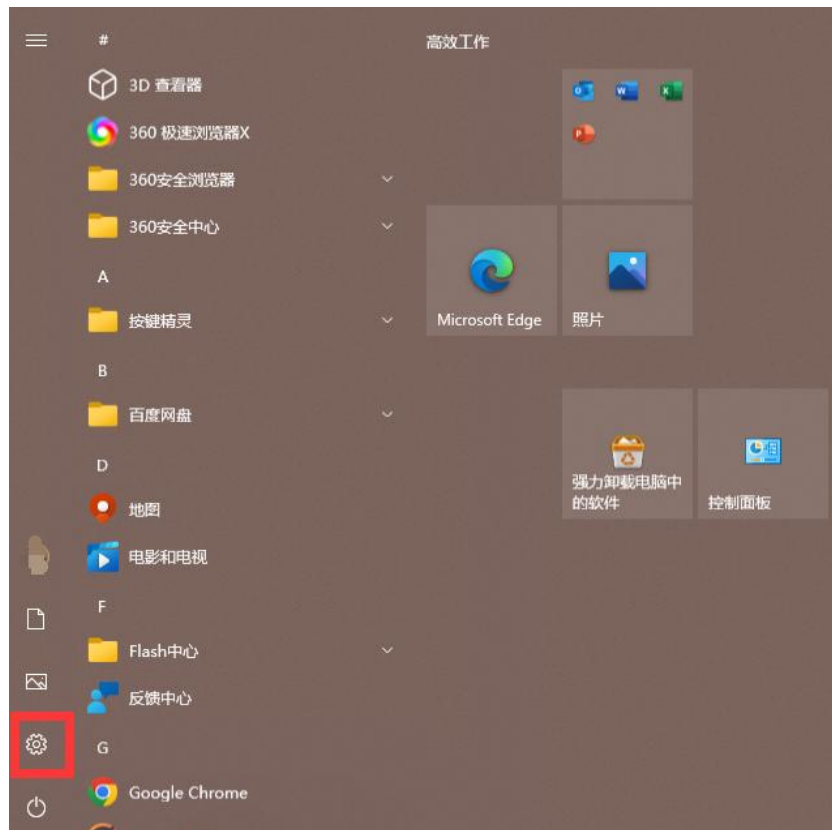 #
高效工作
3D 查看器
360 极速浏览器X
360安全浏览器
360安全中心
A
Microsoft Edge
照片
按键精灵
B
百度网盘
D
强力卸载电脑中
的软件
控制面板
地图
电影和电视
F
Flash中心
反馈中心
G
Google Chrome